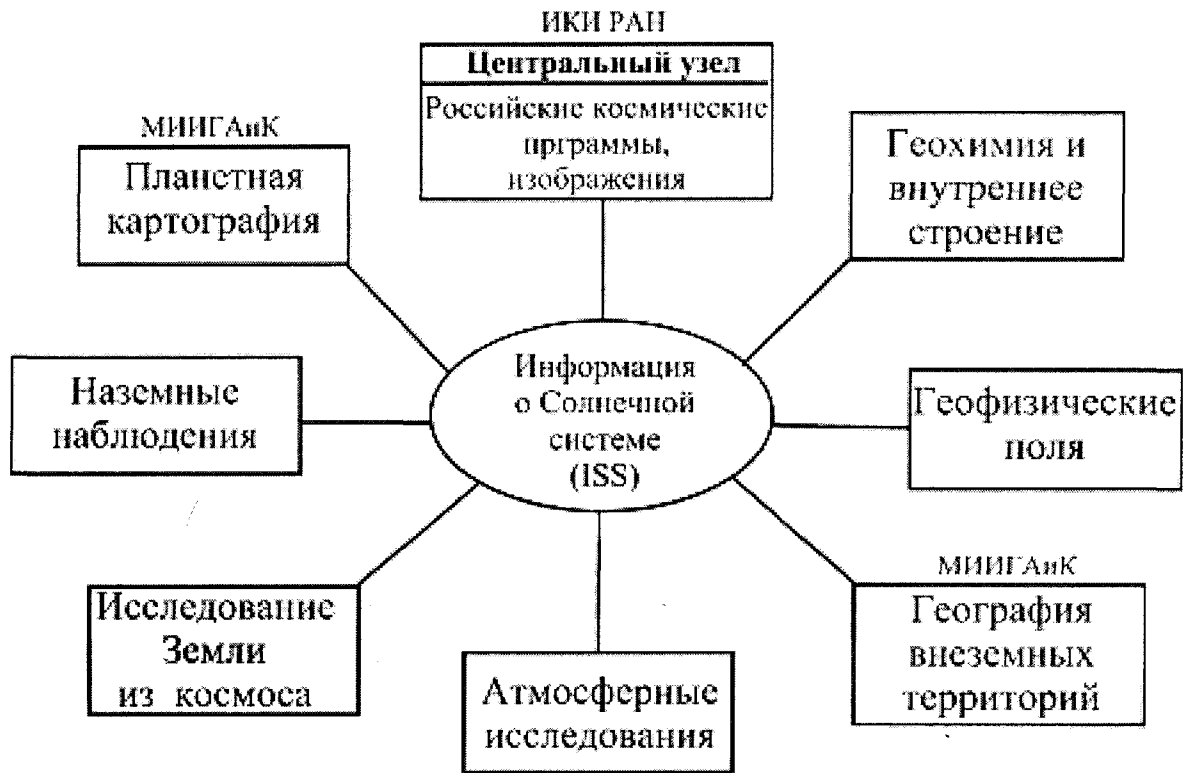 ИКИ РАН
Центральный узел
Российские космические
прграммы,
изображения
МИИГАиК
Планетная
картография
Геохимия и
внутреннее
строение
Наземные
наблюдения
Информация
о Солнечной
системе
(ISS)
Геофизические
поля
Исследование
Земли
из космоса
Атмосферные
исследования
МИИГАиК
География
внеземных
территорий